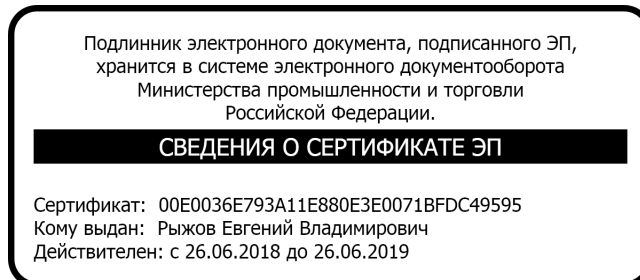 Подлинник электронного документа, подписанного ЭП,
хранится в системе электронного документооборота
Министерства промышленности и торговли
Российской Федерации.
СВЕДЕНИЯ О СЕРТИФИКАТЕ ЭП
Сертификат: 00E0036E793A11E880E3E0071BFDC49595
Кому выдан: Рыжов Евгений Владимирович
Действителен: с 26.06.2018 до 26.06.2019